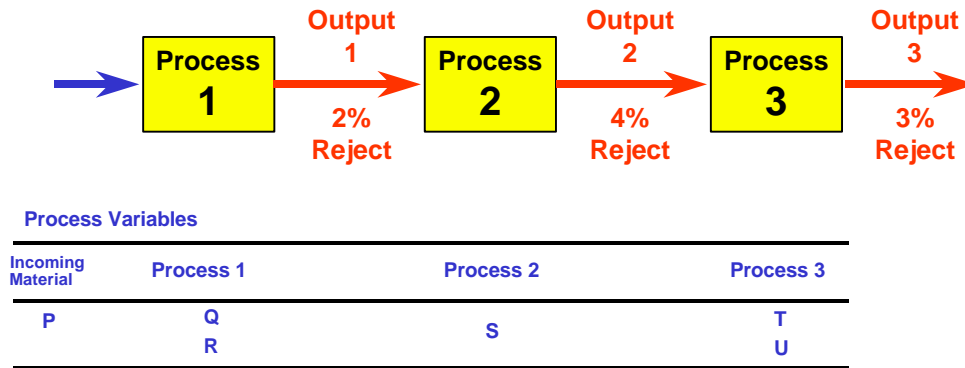 Output
1
Output
2
Output
3
Process
1
Process
2
Process
3
2%
Reject
4%
Reject
3%
Reject
Process Variables
Incoming
Material
Process 1
Process 2
Process 3
P
Q
R
S
T
U